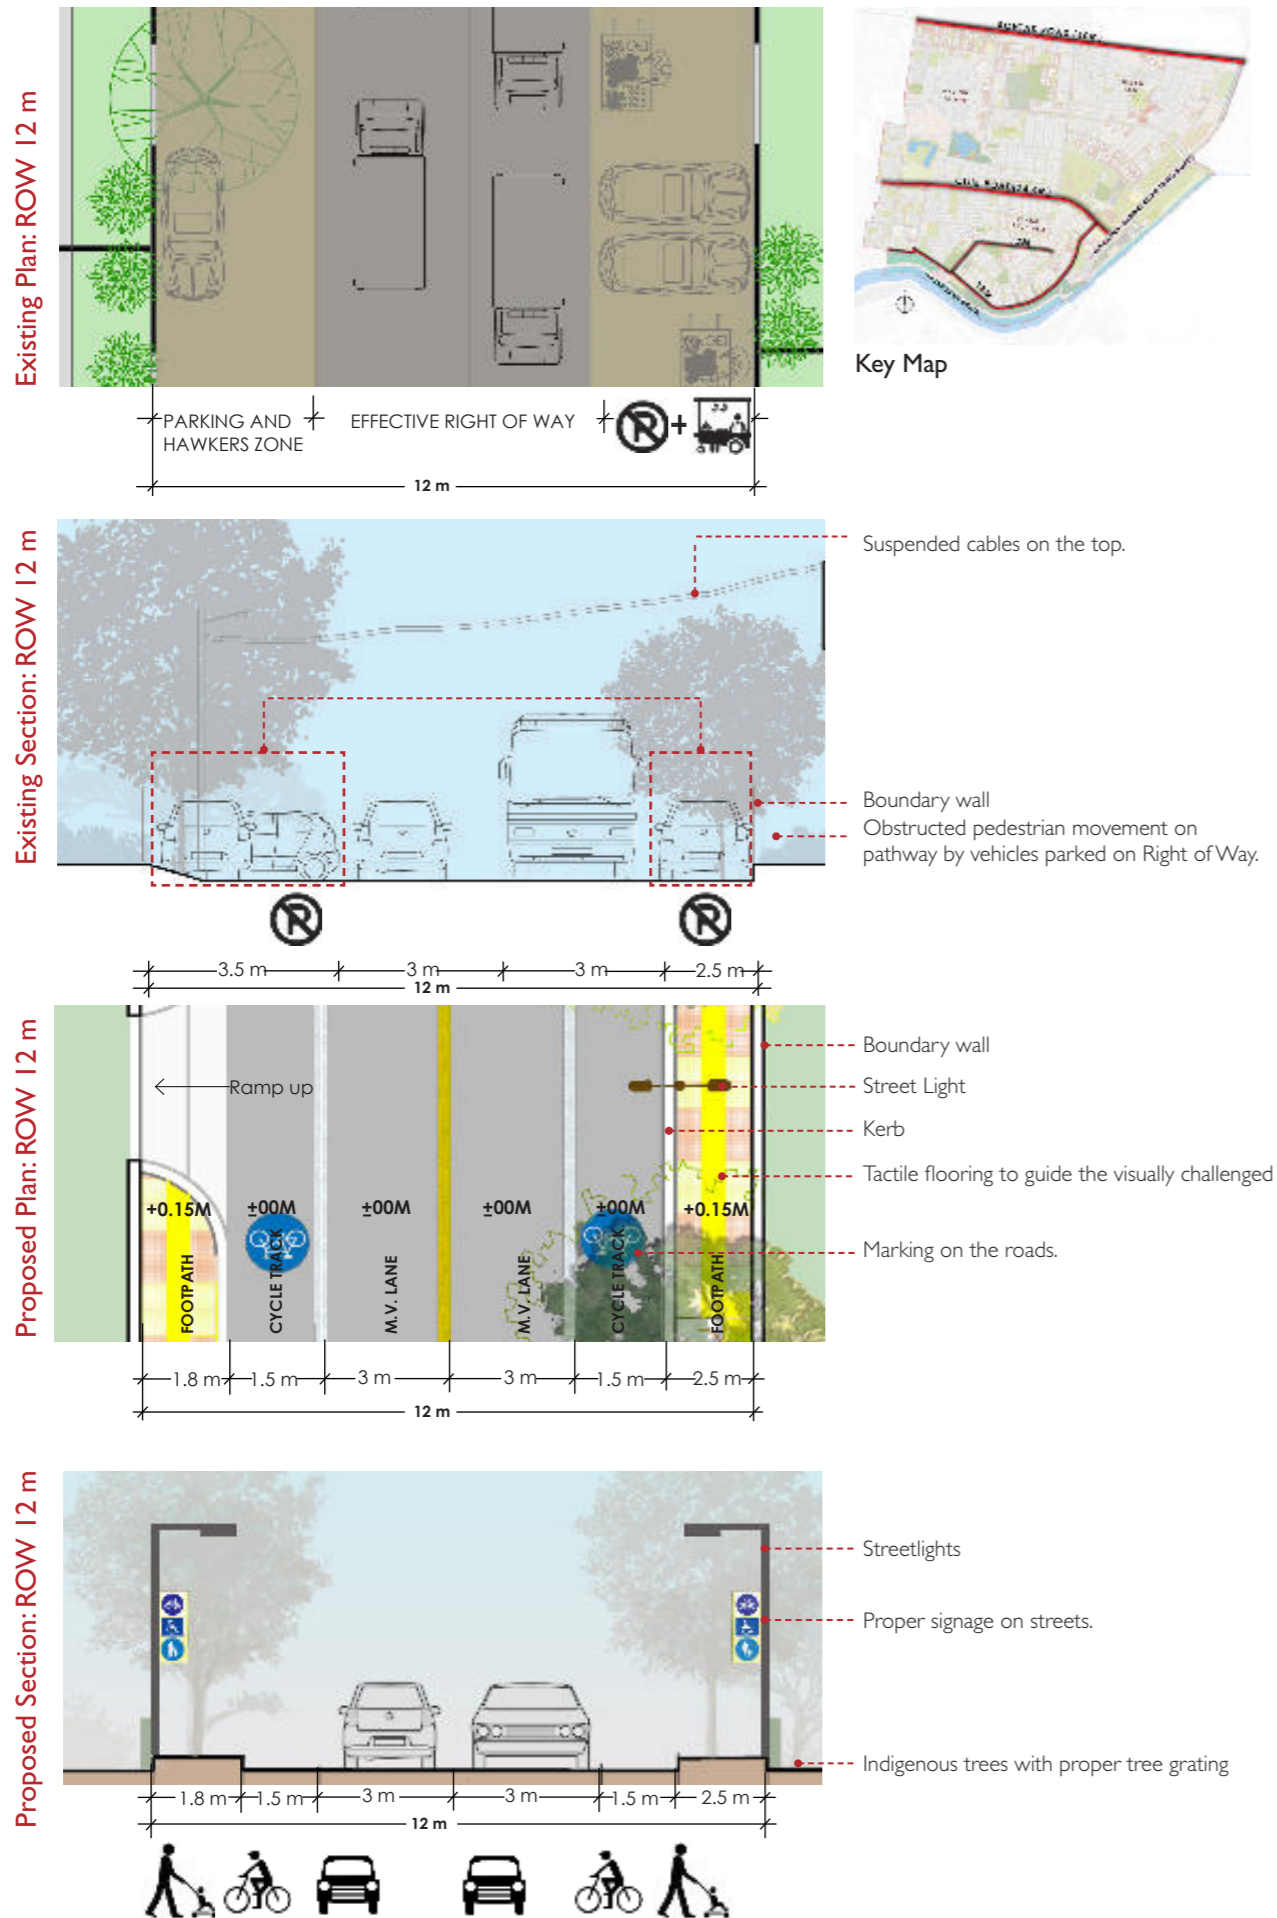 Existing Plan: ROW 12 m
Key Map
PARKING AND
HAWKERS ZONE
EFFECTIVE RIGHT OF WAY
+
12 m
Existing Section: ROW 12 m
Suspended cables on the top.
Boundary wall
Obstructed pedestrian movement on
pathway by vehicles parked on Right of Way.
3.5 m
3 m
3 m
2.5 m
12 m
Proposed Plan: ROW 12 m
Ramp up
Boundary wall
Street Light
Kerb
Tactile flooring to guide the visually challenged
Marking on the roads.
+0.15M
±00M
±00M
±00M
±00M
+0.15M
FOOTPATH
CYCLE TRACK
M.V. LANE
M.V. LANE
CYCLE TRACK
FOOTPATH
1.8 m
1.5 m
3 m
3 m
1.5 m
2.5 m
12 m
Proposed Section: ROW 12 m
Streetlights
Proper signage on streets.
Indigenous trees with proper tree grating
1.8 m
1.5 m
3 m
3 m
1.5 m
2.5 m
12 m